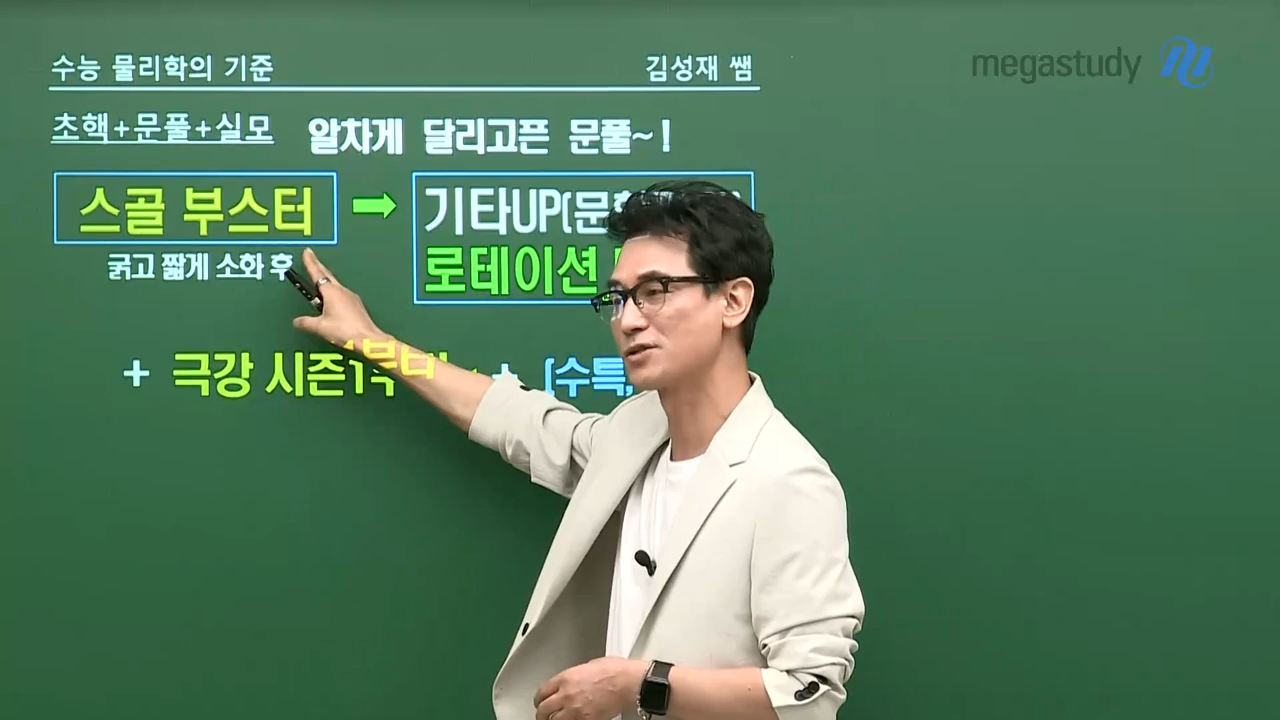 수능 물리학의 기준 김성재 쌤
megastudy
초핵+문풀+실모 알차게 달리고픈 문풀~!
스골 부스터 → 기타UP(문
굵고 짧게 소화 후
로테이션
+ 극강 시즌1부터 + [수특,